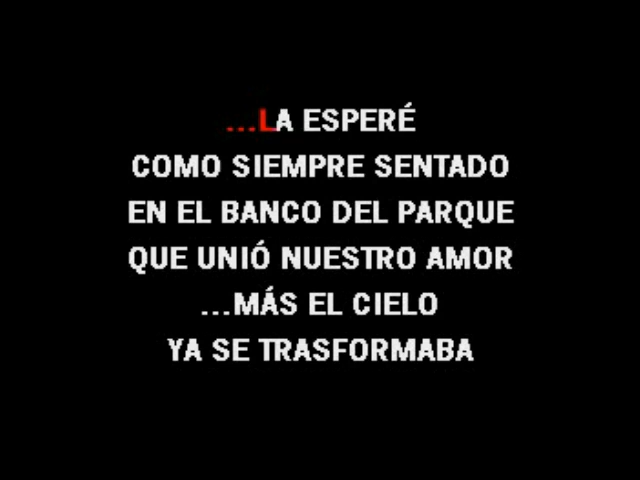 ...LA ESPERÉ
COMO SIEMPRE SENTADO
EN EL BANCO DEL PARQUE
QUE UNIÓ NUESTRO AMOR
...MÁS EL CIELO
YA SE TRASFORMABA